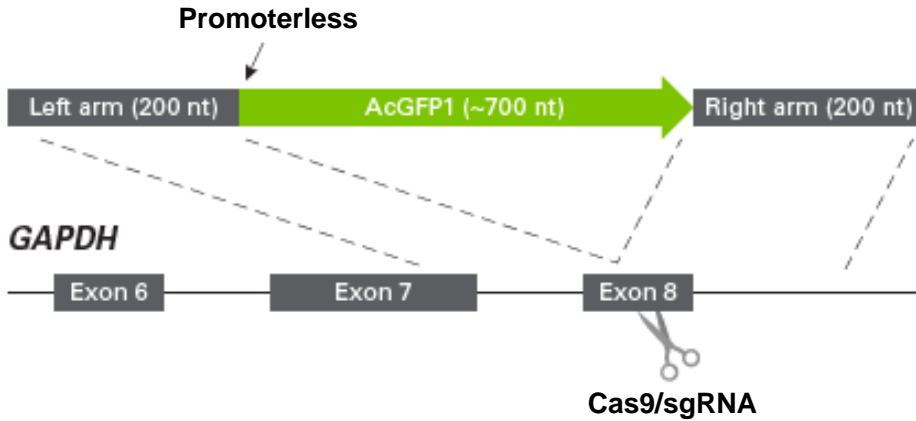 Promoterless
Left arm (200 nt) AcGFP1 (~700 nt) Right arm (200 nt)
GAPDH
Exon 6 Exon 7 Exon 8
Cas9/sgRNA